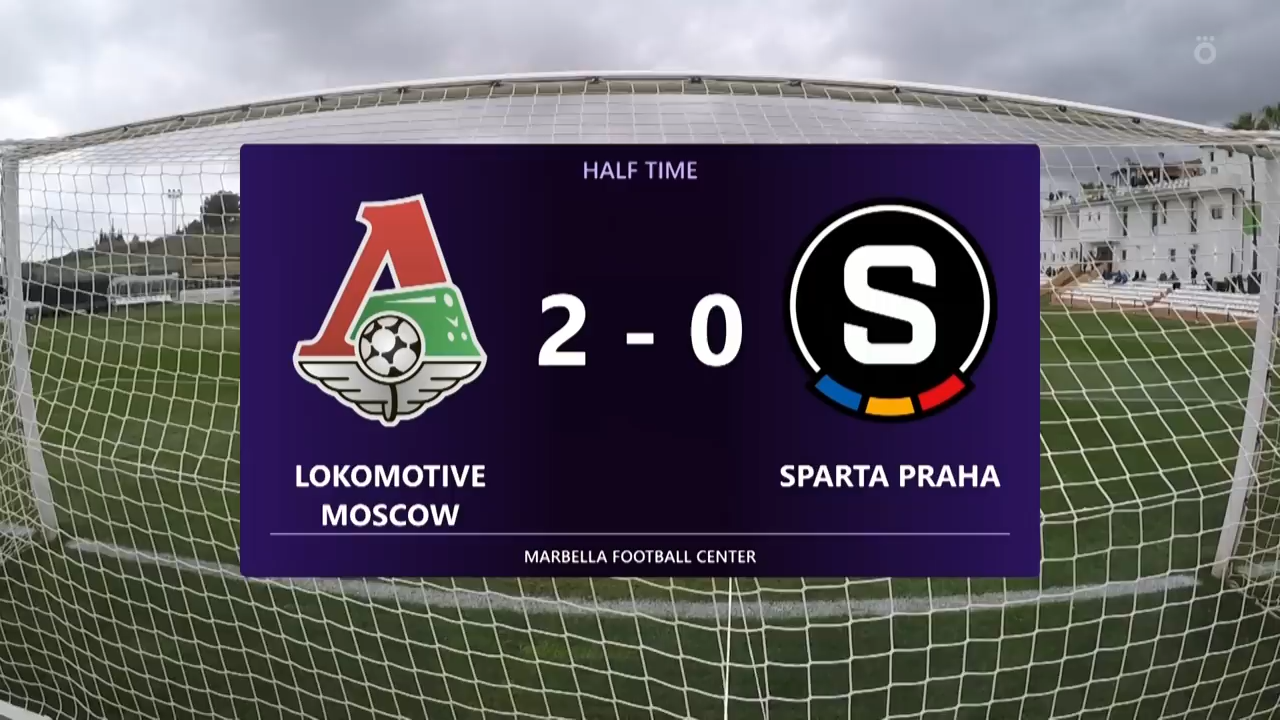 Ö
HALF TIME
2 - 0
S
LOKOMOTIVE
MOSCOW
SPARTA PRAHA
MARBELLA FOOTBALL CENTER